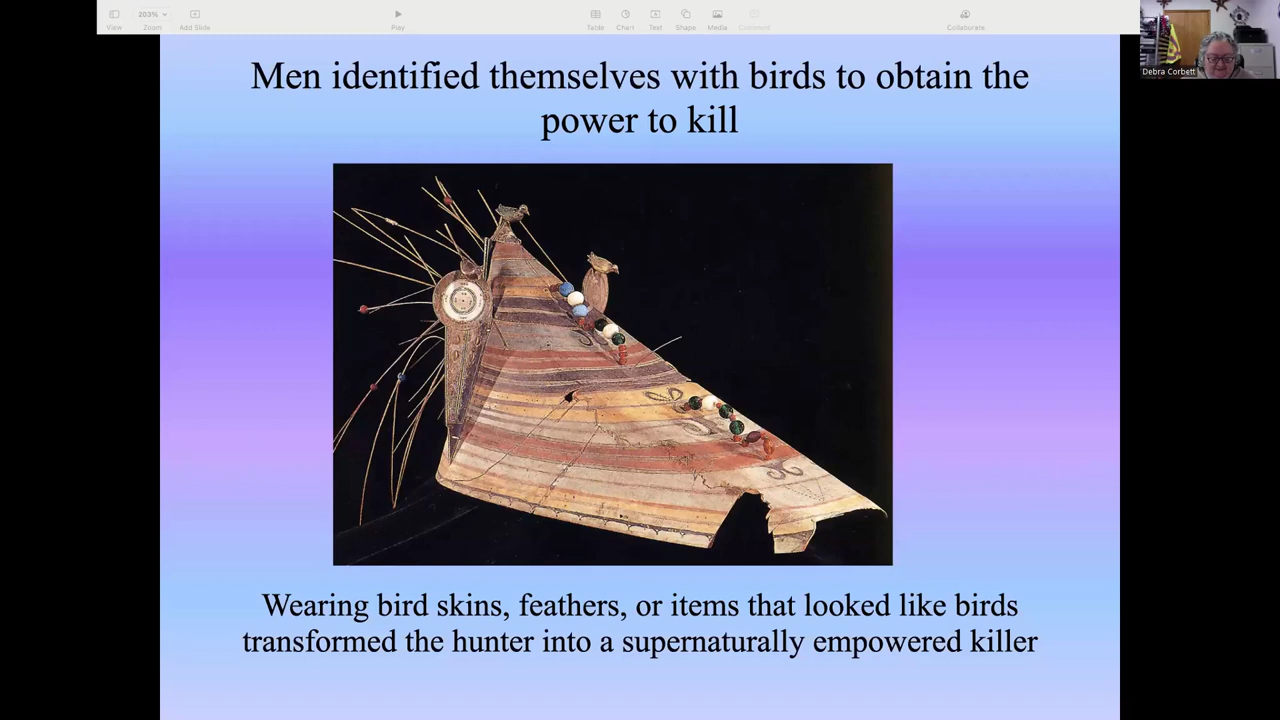 203%
View
Zoom
Add Slide
Play
Table
Chart
Text
Shape
Media
Comment
Collaborate
Debra Corbett
Men identified themselves with birds to obtain the
power to kill
Wearing bird skins, feathers, or items that looked like birds
transformed the hunter into a supernaturally empowered killer